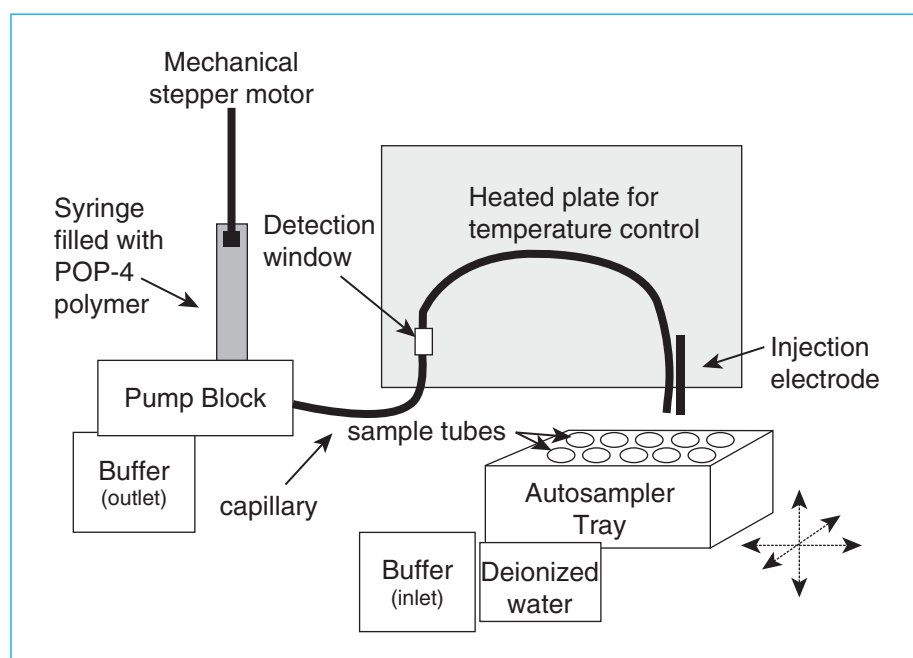 Mechanical
stepper motor
Syringe
filled with
POP-4
polymer
Detection
window
Heated plate for
temperature control
Injection
electrode
Pump Block
sample tubes
Buffer
(outlet)
capillary
Autosampler
Tray
Buffer
(inlet)
Deionized
water